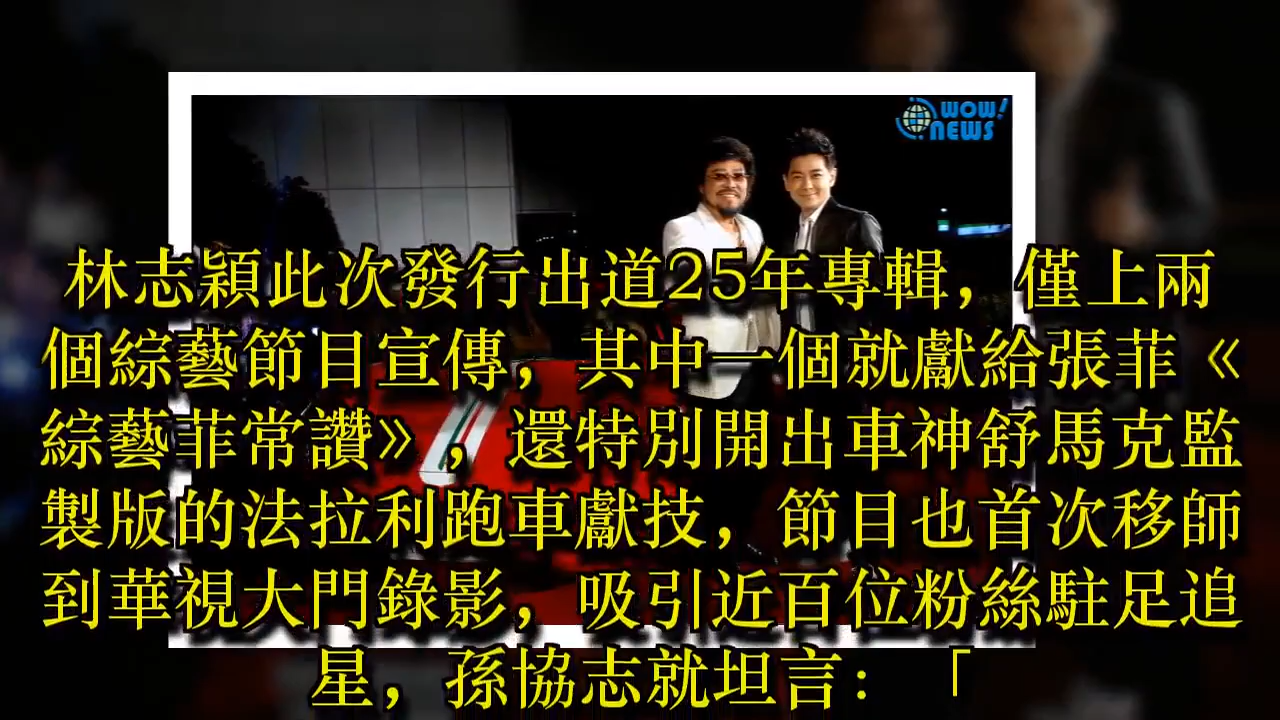 WOW!
NEWS
林志穎此次發行出道25年專輯，僅上兩
個綜藝節目宣傳，其中一個就獻給張菲《
綜藝菲常讚》，還特別開出車神舒馬克監
製版的法拉利跑車獻技，節目也首次移師
到華視大門錄影，吸引近百位粉絲駐足追
星，孫協志就坦言：「